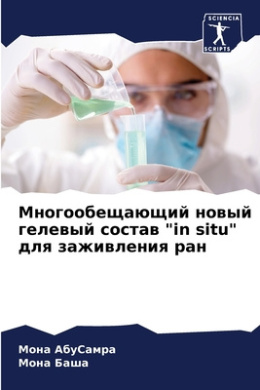 SCIENCIA
SCRIPTS
Многообещающий новый
гелевый состав "in situ"
для заживления ран
Мона АбуСамра
Мона Баша